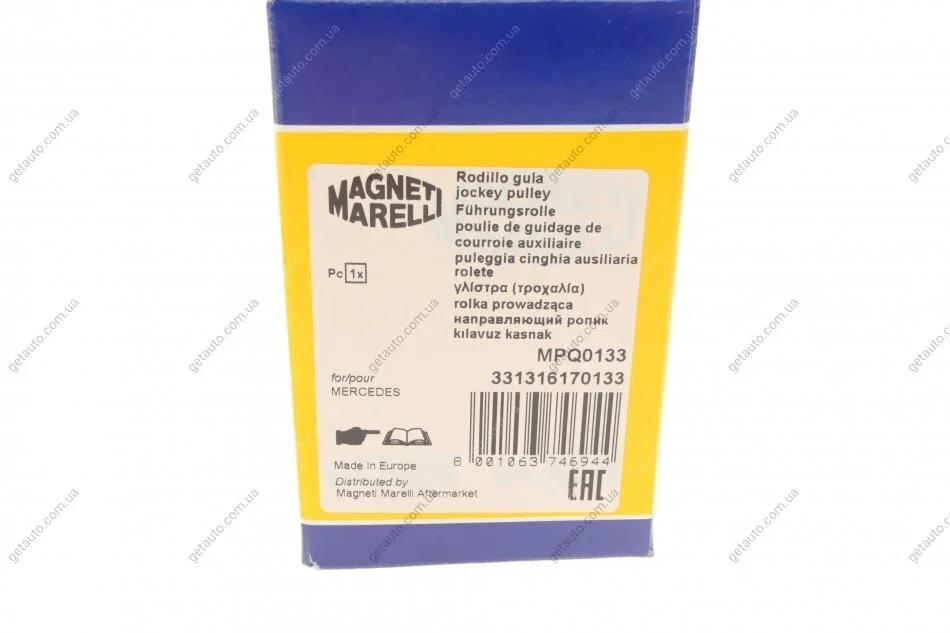 MAGNETI
MARELLI
Rodillo guía
jockey pulley
Führungsrolle
poulie de guidage de
courroie auxiliaire
puleggia cinghia ausiliaria
rolete
γλίστρα (τροχαλία)
rolka prowadząca
направляющий ролик
kılavuz kasnak
Pc 1x
MPQ0133
331316170133
for/pour
MERCEDES
8 001063 746944
Made In Europe
Distributed by
Magneti Marelli Aftermarket
EAC
getauto.com.ua